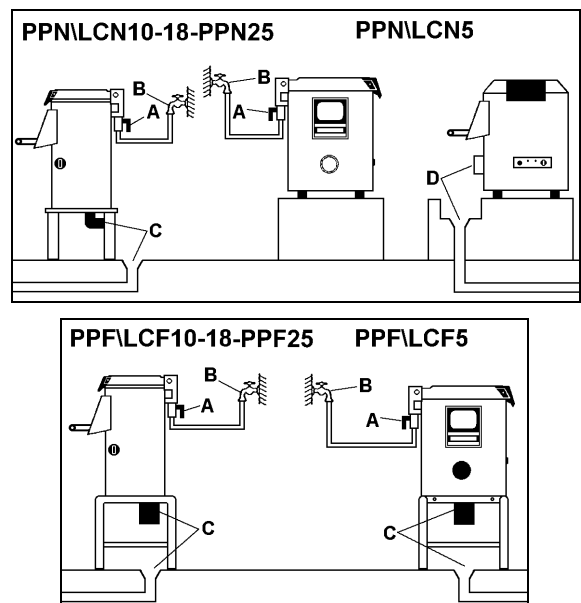 PPN\LCN10-18-PPN25
PPN\LCN5
B
A
B
A
C
D
PPF\LCF10-18-PPF25
PPF\LCF5
B
A
B
A
C
C